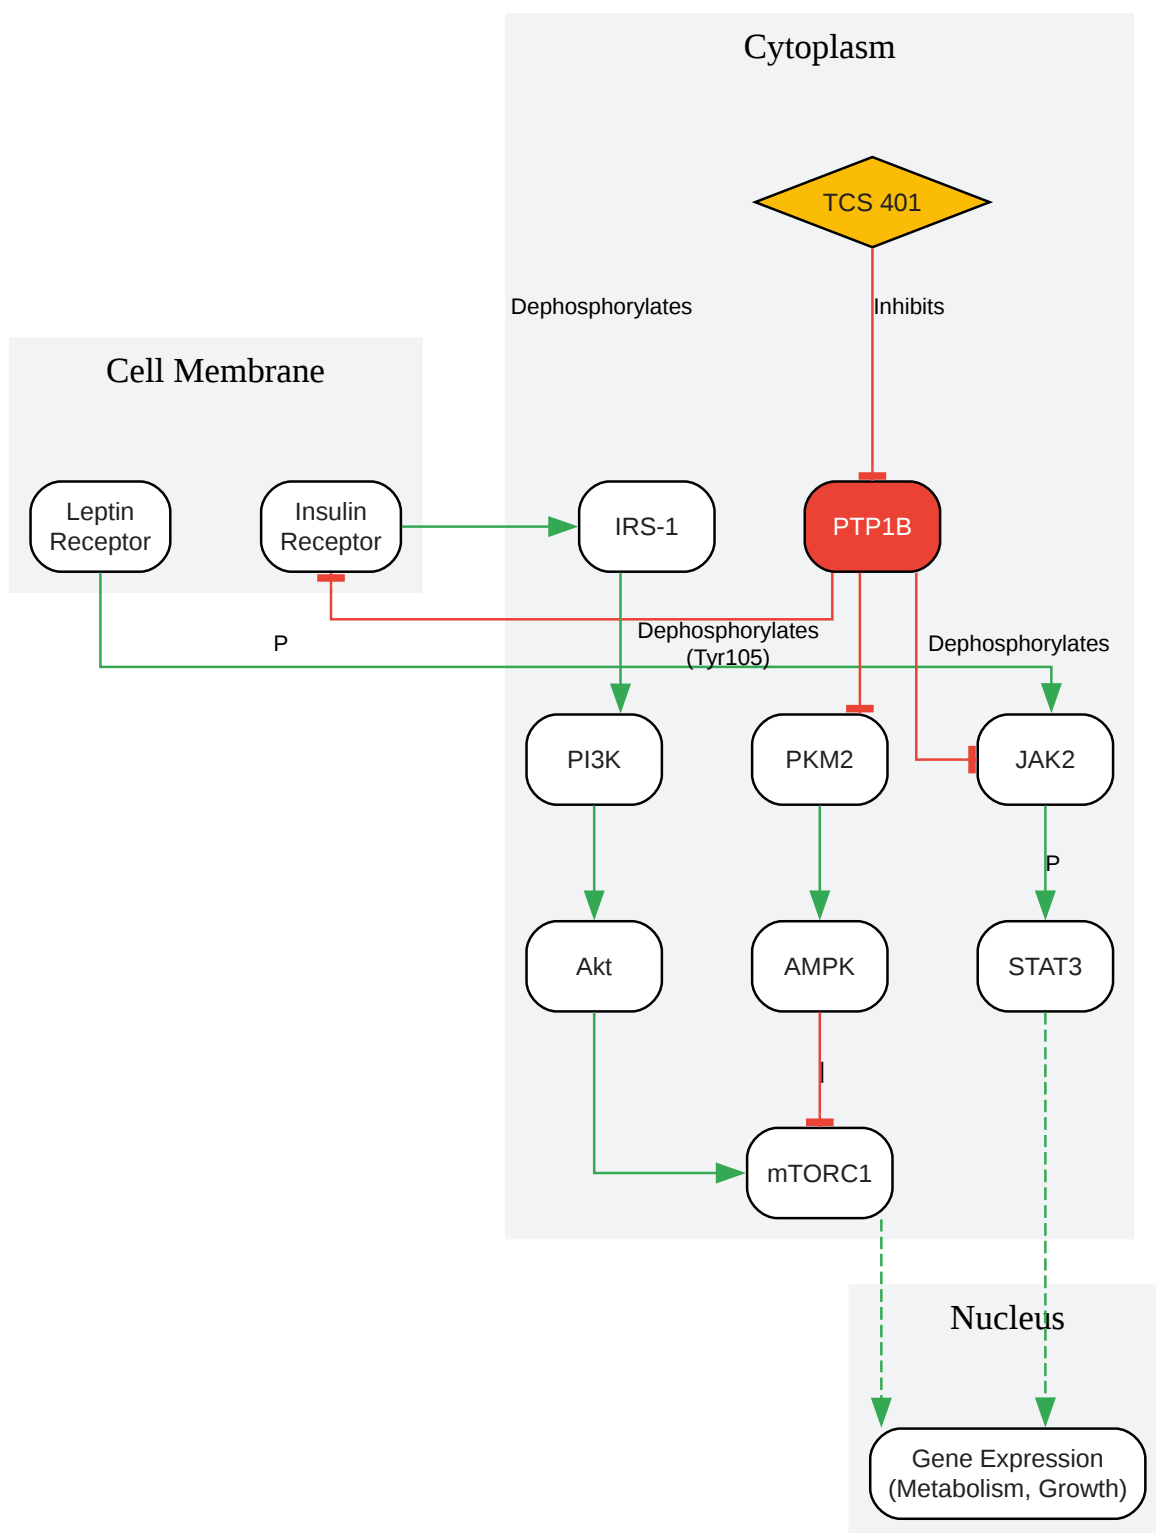 Cytoplasm
TCS 401
Dephosphorylates
Inhibits
Cell Membrane
Leptin
Receptor
Insulin
Receptor
IRS-1
PTP1B
P
Dephosphorylates
(Tyr105)
Dephosphorylates
PI3K
PKM2
JAK2
P
Akt
AMPK
STAT3
I
mTORC1
Nucleus
Gene Expression
(Metabolism, Growth)